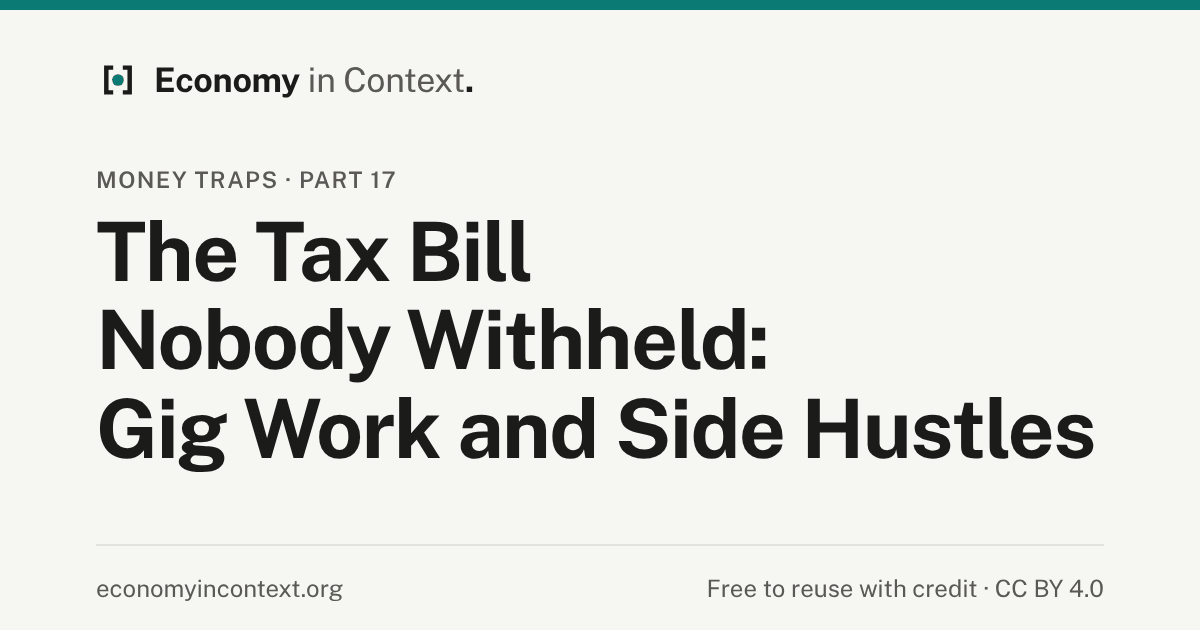 Economy in Context.
MONEY TRAPS · PART 17
The Tax Bill
Nobody Withheld:
Gig Work and Side Hustles
economyincontext.org
Free to reuse with credit · CC BY 4.0